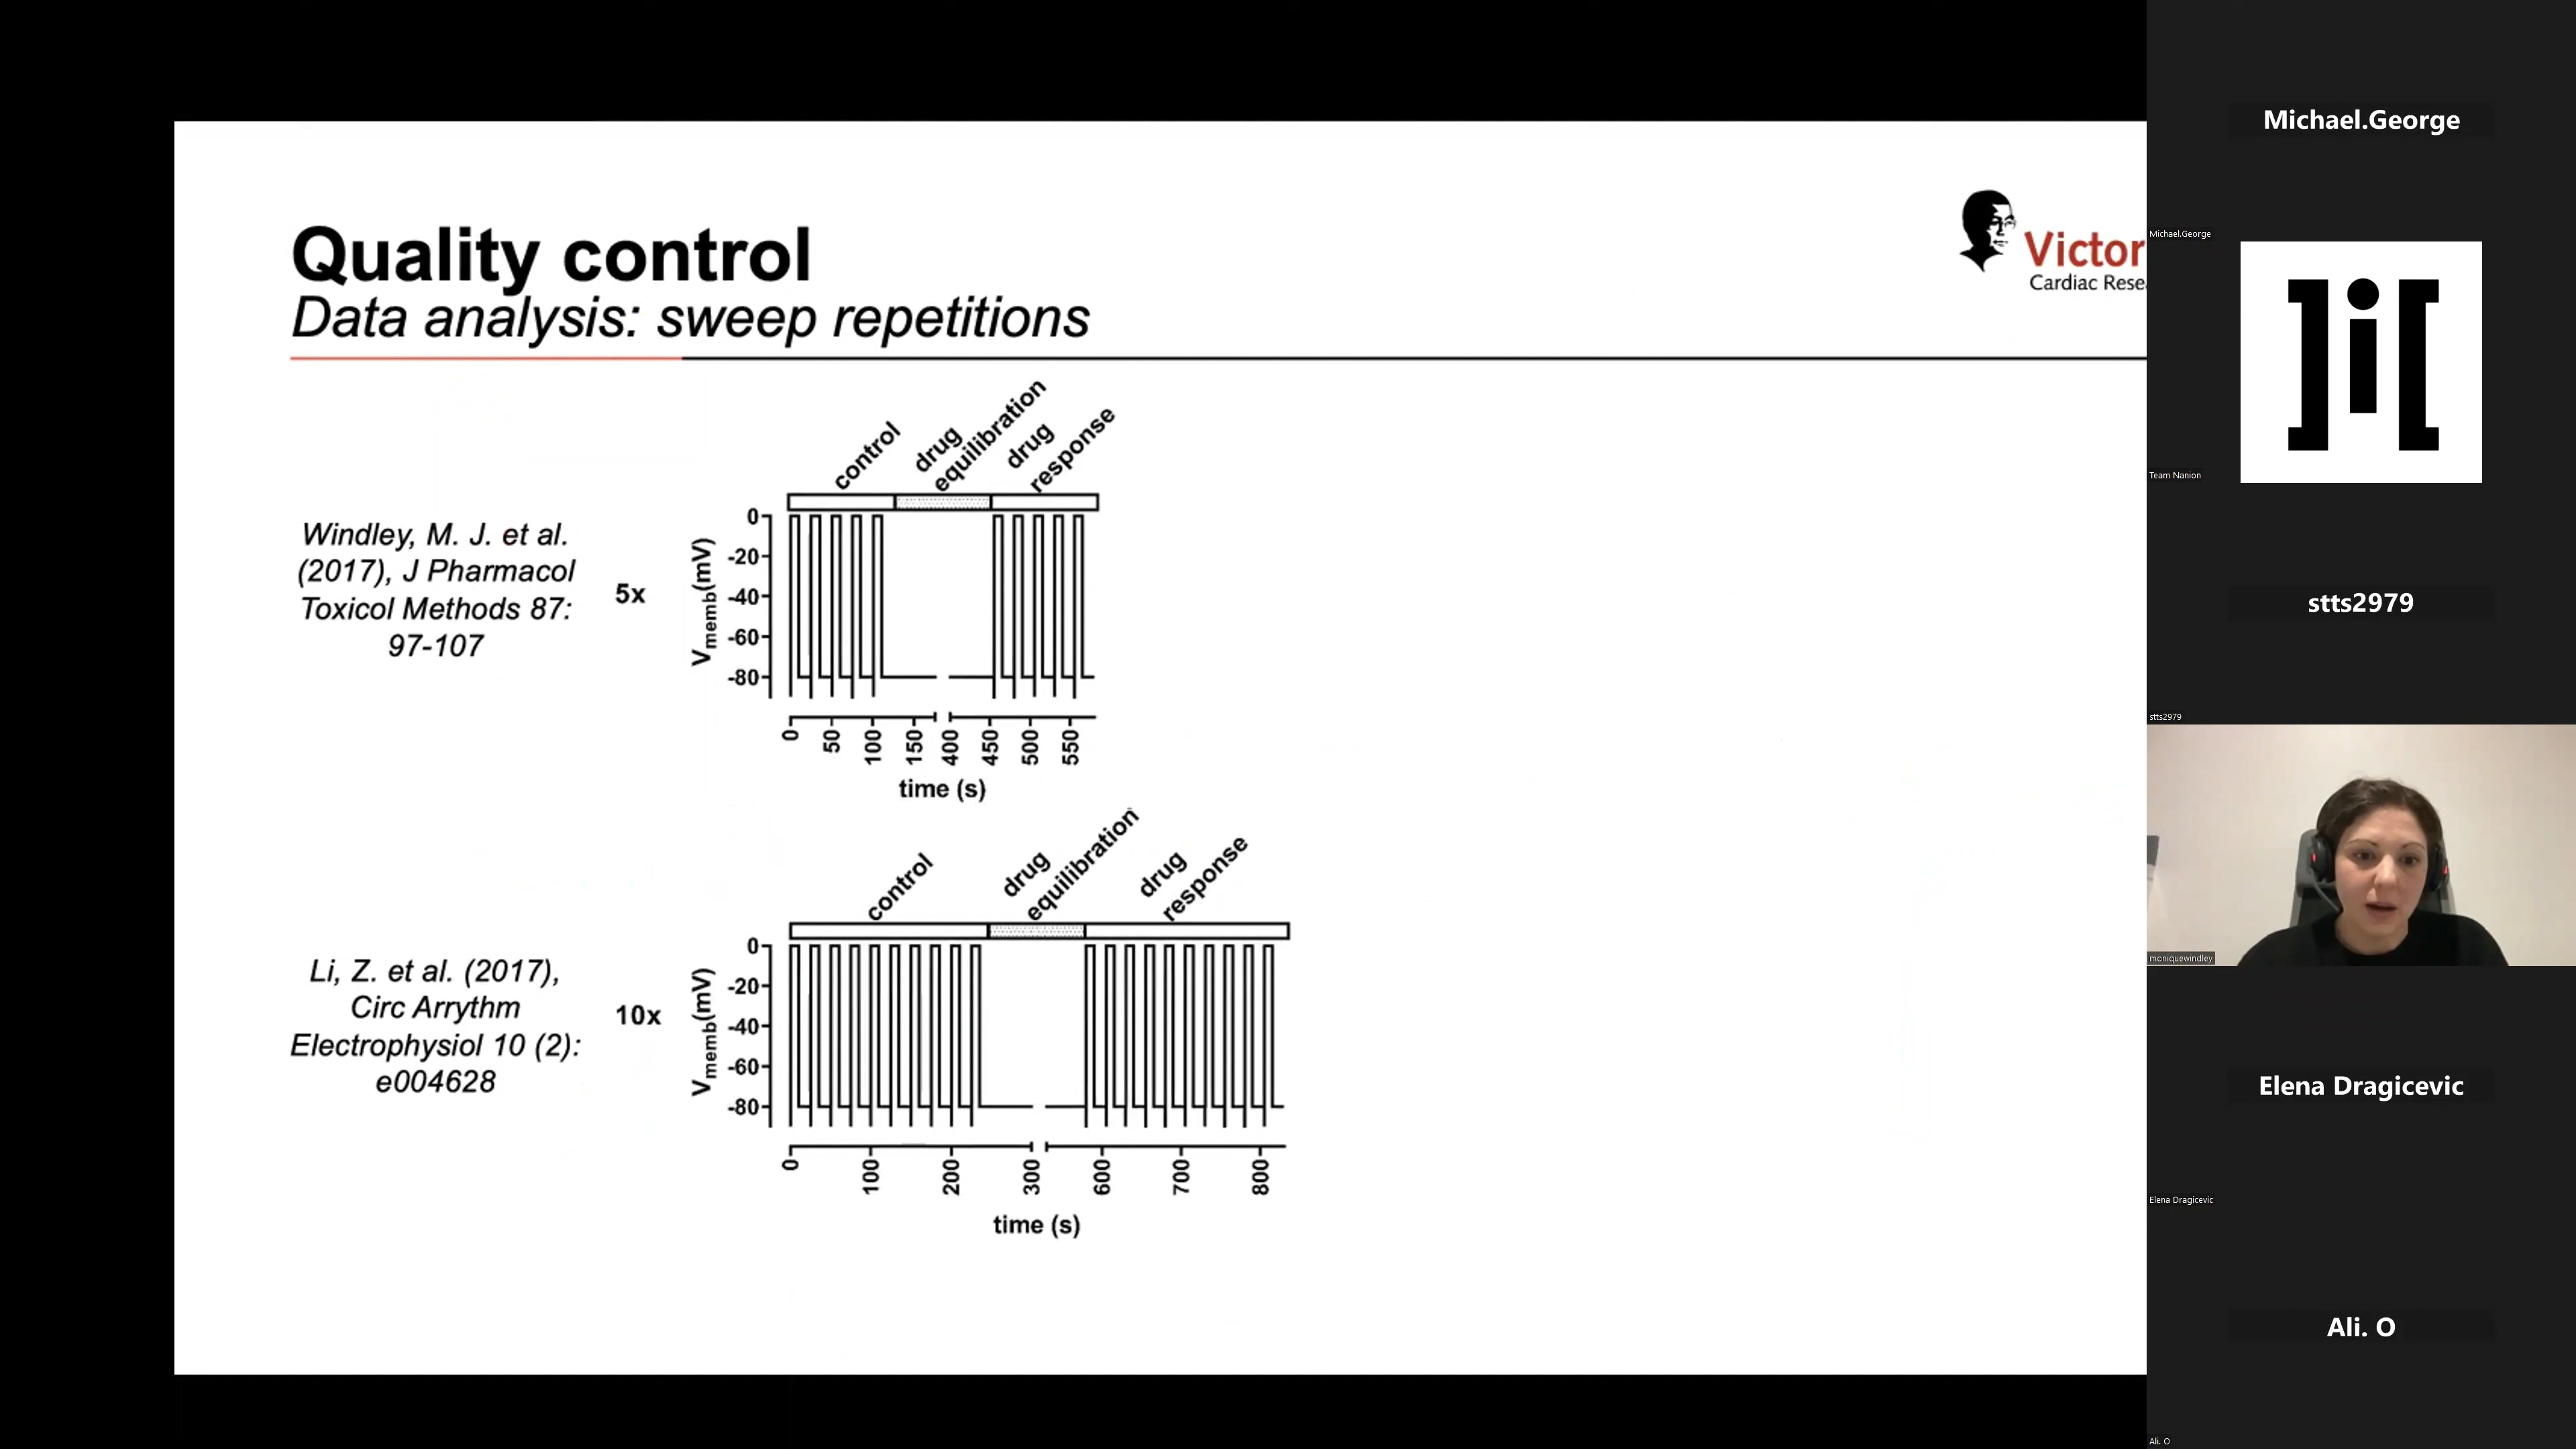 Quality control
Data analysis: sweep repetitions
Victor
Cardiac Rese
Windley, M. J. et al.
(2017), J Pharmacol
Toxicol Methods 87:
97-107
5x
control
drug
equilibration
drug
response
Vmemb(mV)
0
-20
-40
-60
-80
0
50
100
150
400
450
500
550
time (s)
Li, Z. et al. (2017),
Circ Arrythm
Electrophysiol 10 (2):
e004628
10x
control
drug
equilibration
drug
response
Vmemb(mV)
0
-20
-40
-60
-80
0
100
200
300
600
700
800
time (s)
Michael.George
Michael.George
]i[
Team Nanion
stts2979
stts2979
moniquewindley
Elena Dragicevic
Elena Dragicevic
Ali. O
Ali. O